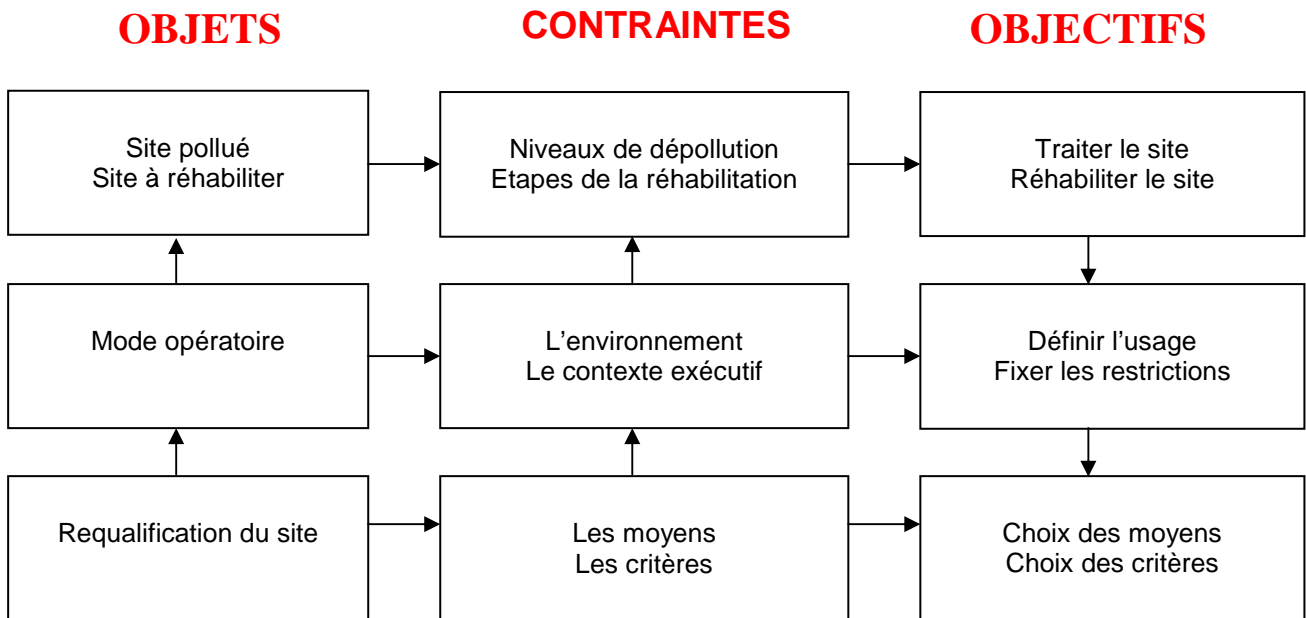 OBJETS
CONTRAINTES
OBJECTIFS
Site pollué
Site à réhabiliter
Niveaux de dépollution
Etapes de la réhabilitation
Traiter le site
Réhabiliter le site
Mode opératoire
L’environnement
Le contexte exécutif
Définir l’usage
Fixer les restrictions
Requalification du site
Les moyens
Les critères
Choix des moyens
Choix des critères